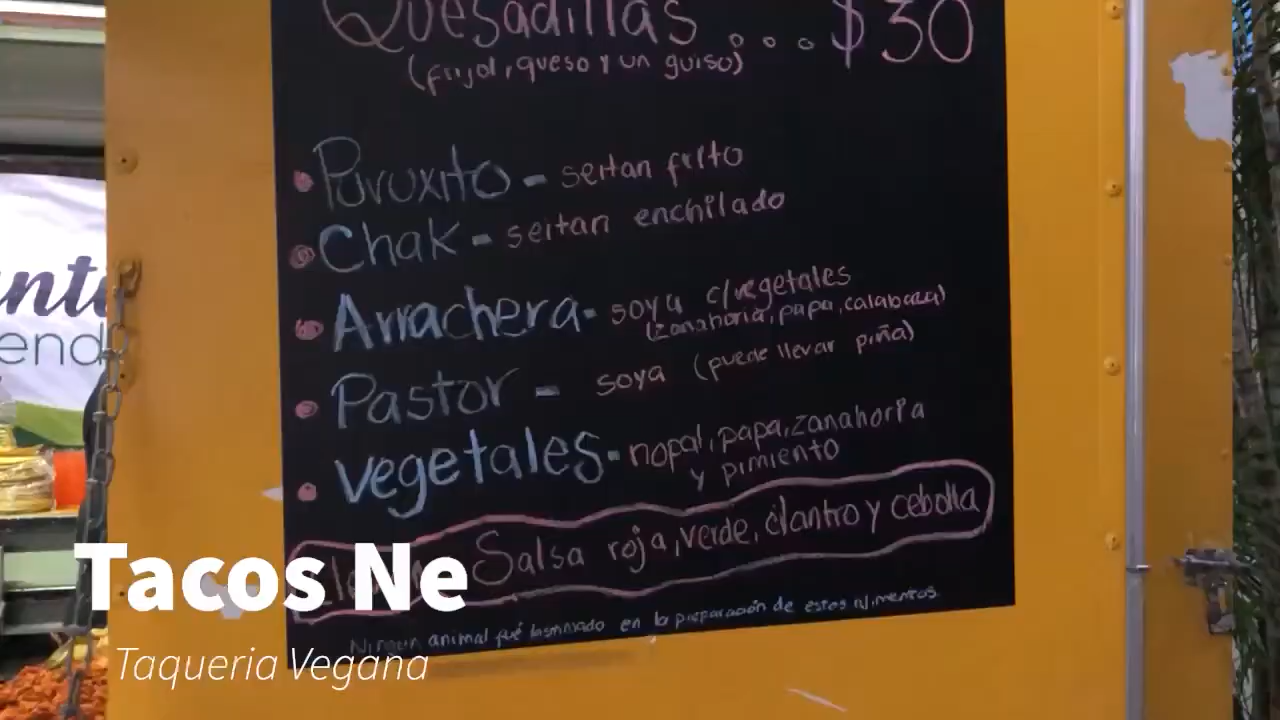 Quesadillas ... $30
(frijol, queso y un guiso)
Puruxito - seitan frito
Chak - seitan enchilado
Arrachera - soya c/vegetales
(zanahoria, papa, calabaza)
Pastor - soya (puede llevar piña)
vegetales - nopal, papa, zanahoria
y pimiento
Salsa roja, verde, cilantro y cebolla
Ningun animal fué lastimado en la preparación de estos alimentos.
Tacos Ne
Taqueria Vegana